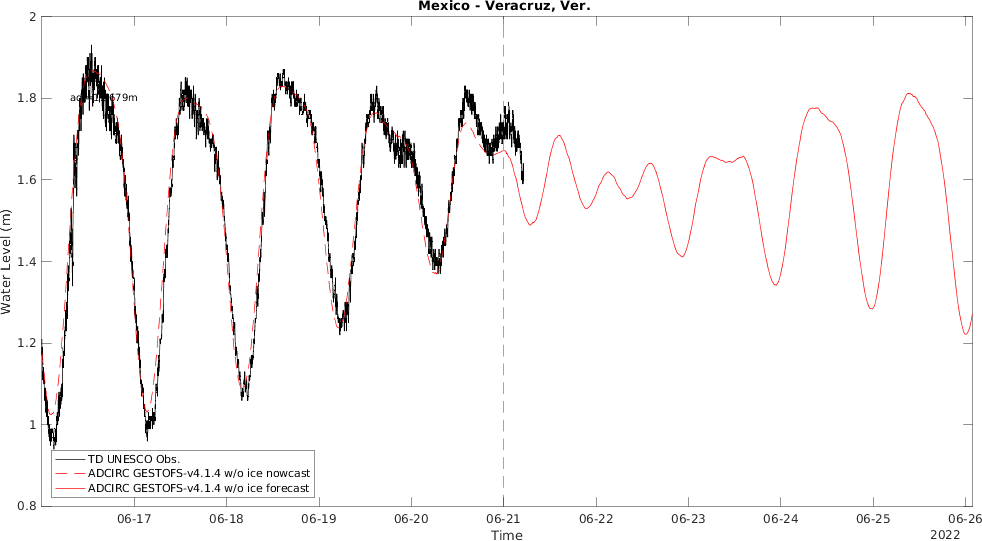 Mexico - Veracruz, Ver.
2
1.8
1.6
1.4
1.2
1
0.8
Water Level (m)
TD UNESCO Obs.
ADCIRC GESTOFS-v4.1.4 w/o ice nowcast
ADCIRC GESTOFS-v4.1.4 w/o ice forecast
06-17 06-18 06-19 06-20 06-21 06-22 06-23 06-24 06-25 06-26
Time
2022